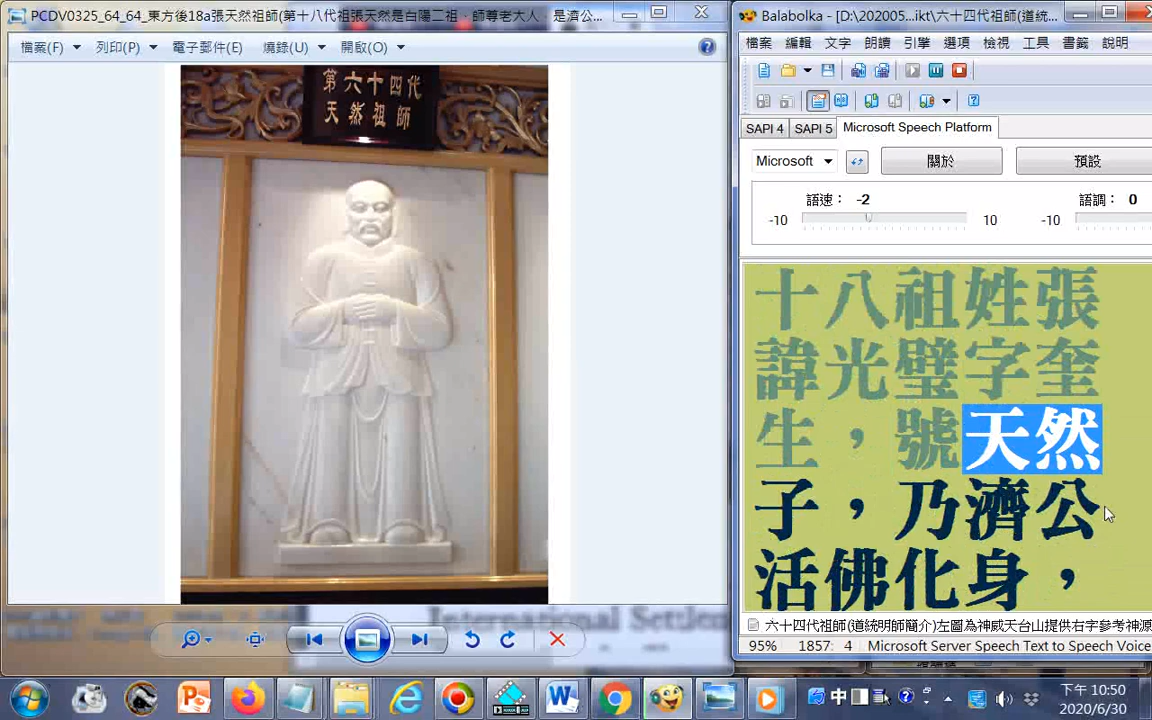 PCDV0325_64_64_東方後18a張天然祖師(第十八代祖張天然是白陽二祖，師尊老大人，是濟公...
檔案(F)
列印(P)
電子郵件(E)
燒錄(U)
開啟(O)
第六十四代
天然祖師
Balabolka - [D:\202005...ikt\六十四代祖師(道統...
檔案 編輯 文字 朗讀 引擎 選項 檢視 工具 書籤 說明
SAPI 4
SAPI 5
Microsoft Speech Platform
Microsoft
關於
預設
語速： -2
-10
10
語調： 0
-10
十八祖姓張
諱光璧字奎
生，號天然
子，乃濟公
活佛化身，
六十四代祖師(道統明師簡介)左圖為神威天台山提供右字參考神源
95%
1857: 4
Microsoft Server Speech Text to Speech Voice
International Settlem
中
下午 10:50
2020/6/30